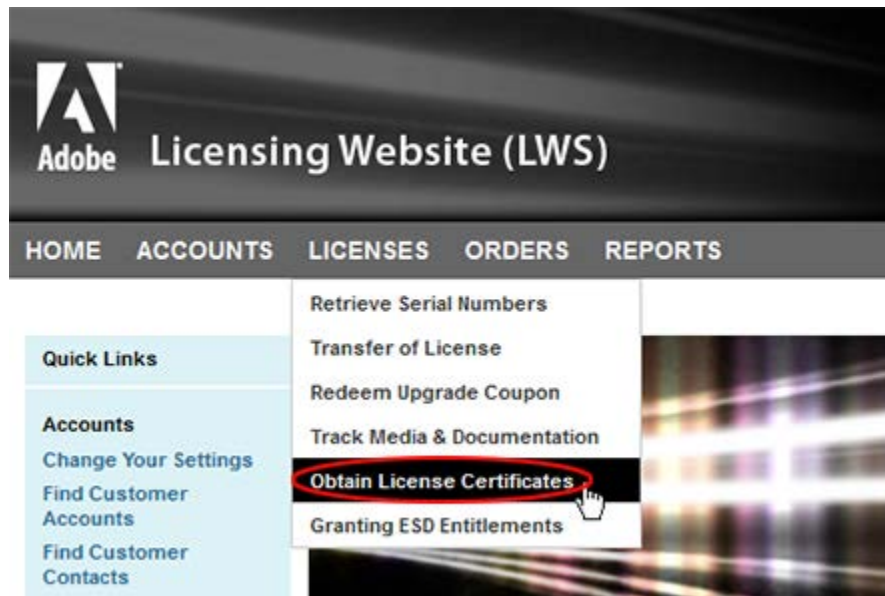 Adobe
Licensing Website (LWS)
HOME ACCOUNTS LICENSES ORDERS REPORTS
Retrieve Serial Numbers
Transfer of License
Redeem Upgrade Coupon
Track Media & Documentation
Obtain License Certificates
Granting ESD Entitlements
Quick Links
Accounts
Change Your Settings
Find Customer
Accounts
Find Customer
Contacts